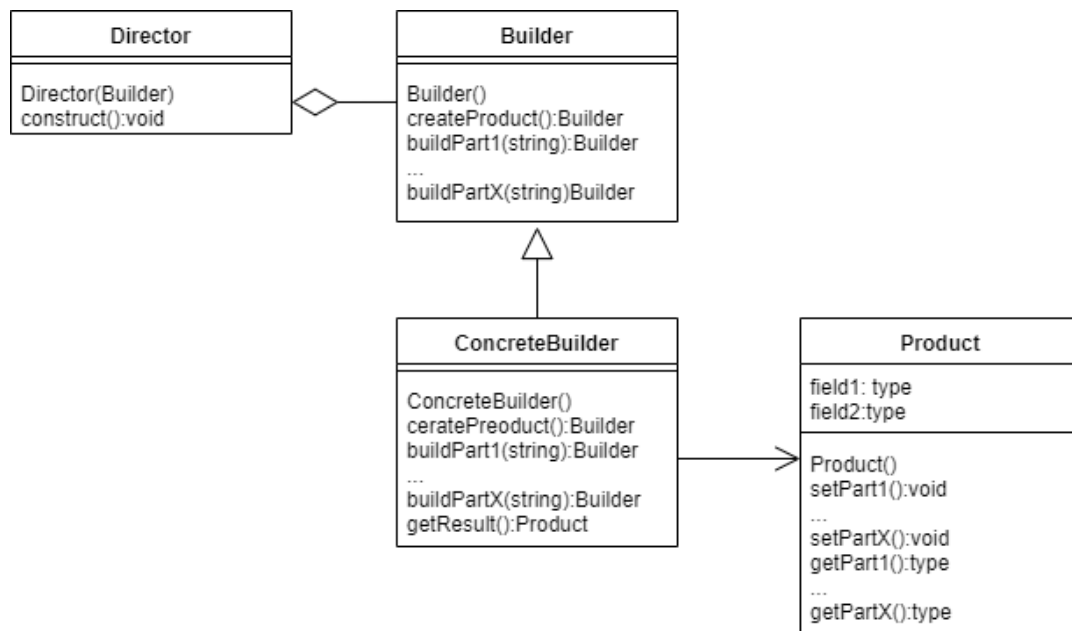 Director
Director(Builder)
construct():void
Builder
Builder()
createProduct():Builder
buildPart1(string):Builder
...
buildPartX(string)Builder
ConcreteBuilder
ConcreteBuilder()
ceratePreoduct():Builder
buildPart1(string):Builder
...
buildPartX(string):Builder
getResult():Product
Product
field1: type
field2:type
Product()
setPart1():void
...
setPartX():void
getPart1():type
...
getPartX():type